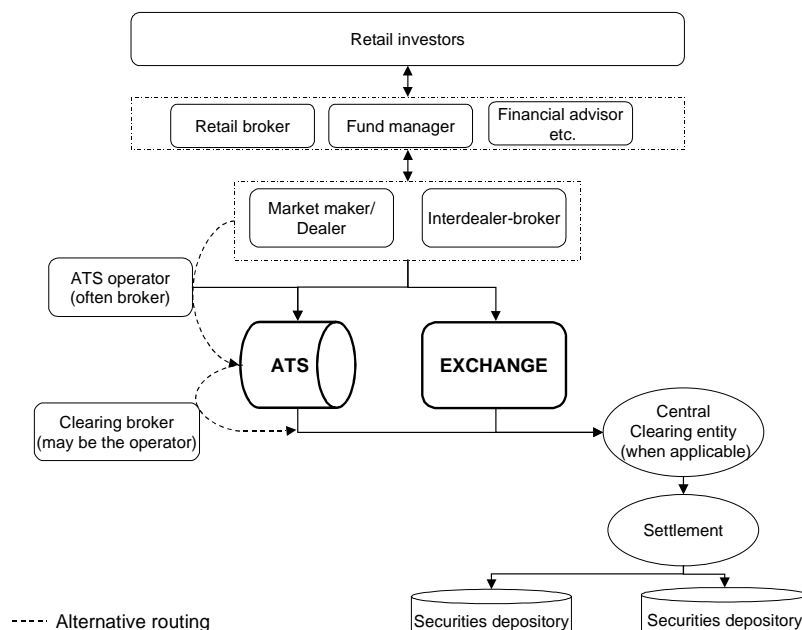 Retail investors
Retail broker
Fund manager
Financial advisor
etc.
Market maker/
Dealer
Interdealer-broker
ATS operator
(often broker)
ATS
EXCHANGE
Clearing broker
(may be the operator)
Central
Clearing entity
(when applicable)
Settlement
Securities depository
Securities depository
Alternative routing